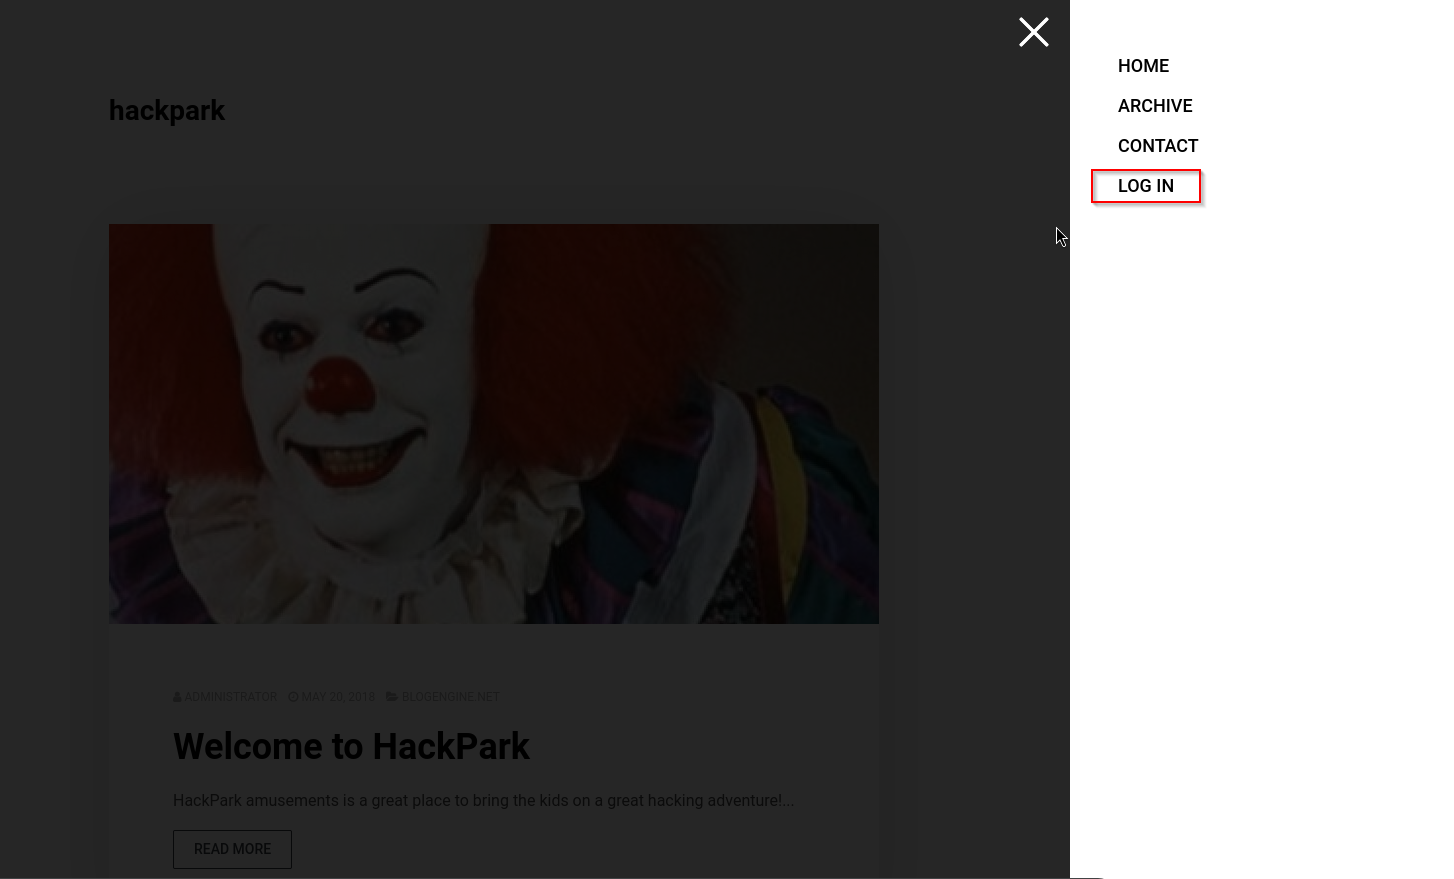 HOME
ARCHIVE
CONTACT
LOG IN
hackpark
ADMINISTRATOR MAY 20, 2018 BLOGENGINE.NET
Welcome to HackPark
HackPark amusements is a great place to bring the kids on a great hacking adventure!...
READ MORE